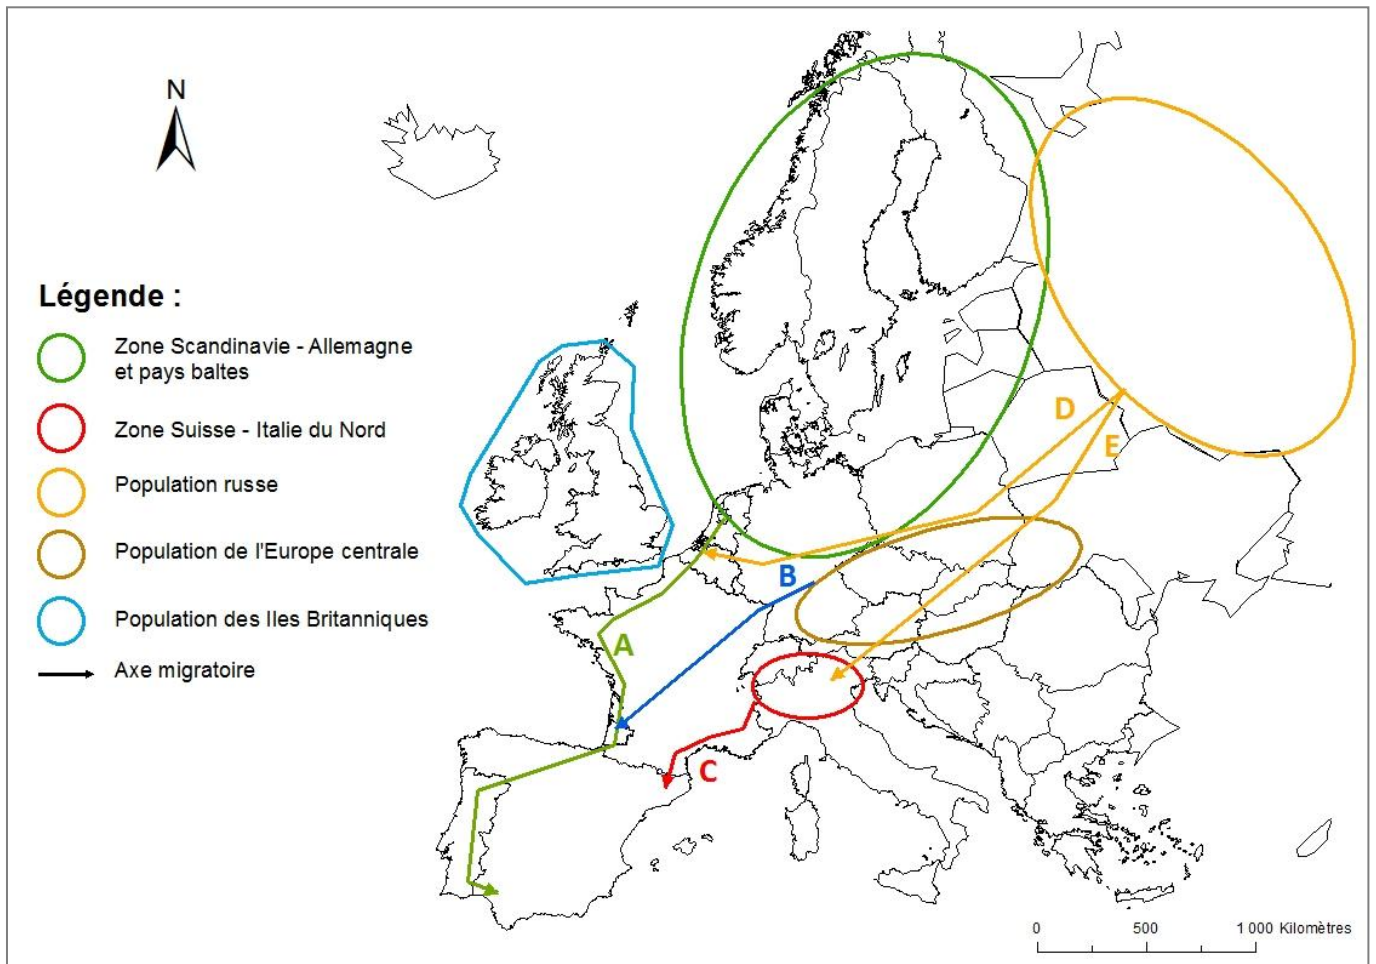 N
Légende :
Zone Scandinavie - Allemagne
et pays baltes
Zone Suisse - Italie du Nord
Population russe
Population de l'Europe centrale
Population des Iles Britanniques
Axe migratoire
D
E
B
A
C
0 500 1 000 Kilomètres